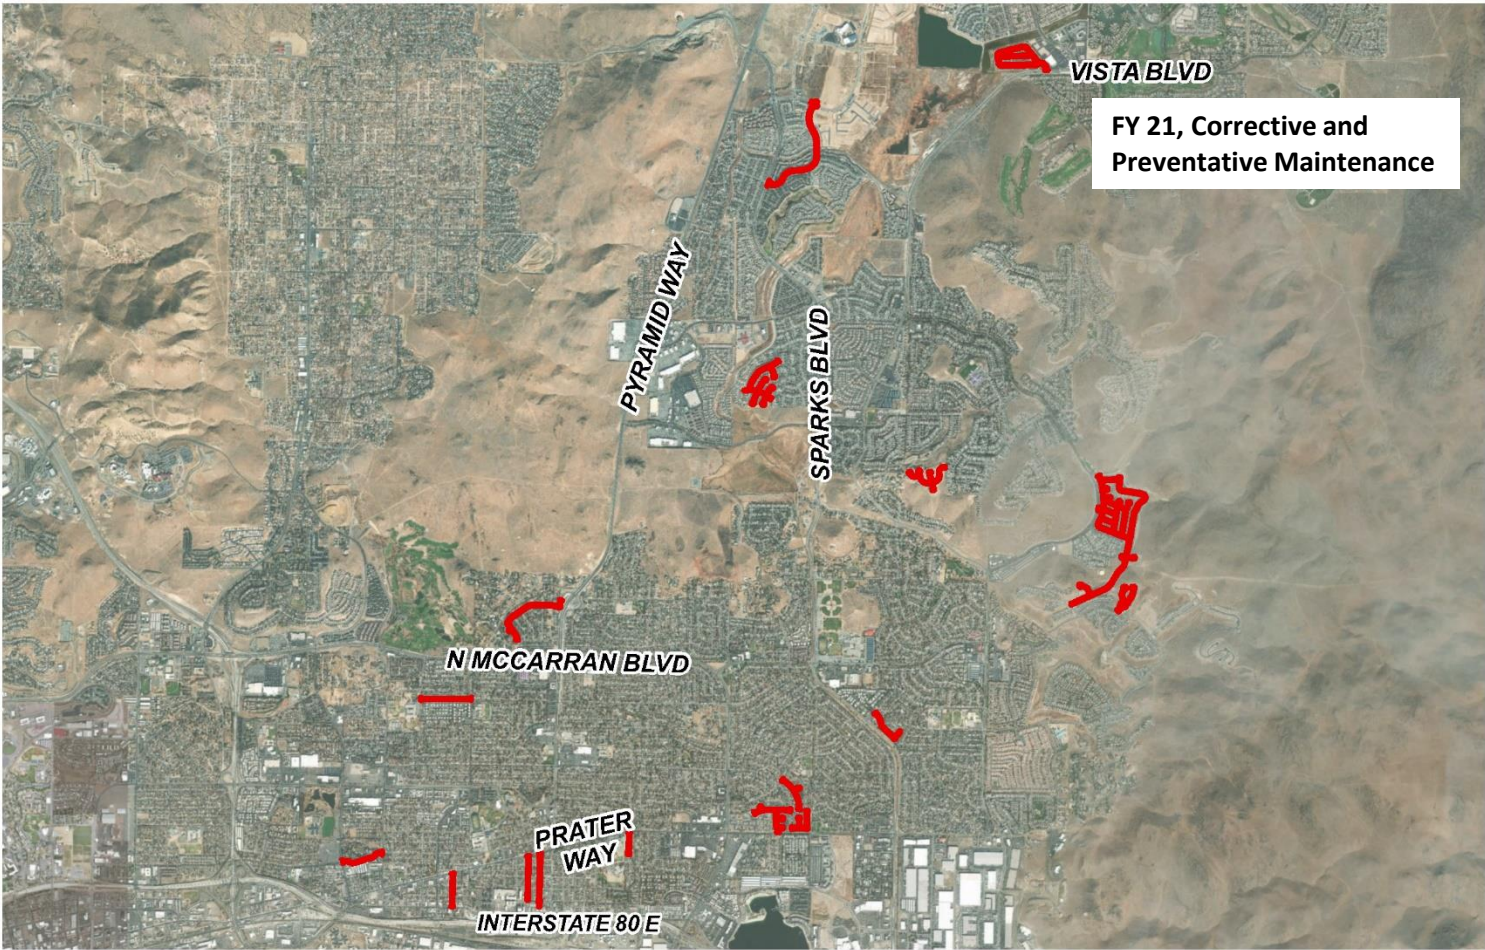 VISTA BLVD
FY 21, Corrective and
Preventative Maintenance
PYRAMID WAY
SPARKS BLVD
N MCCARRAN BLVD
PRATER
WAY
INTERSTATE 80 E